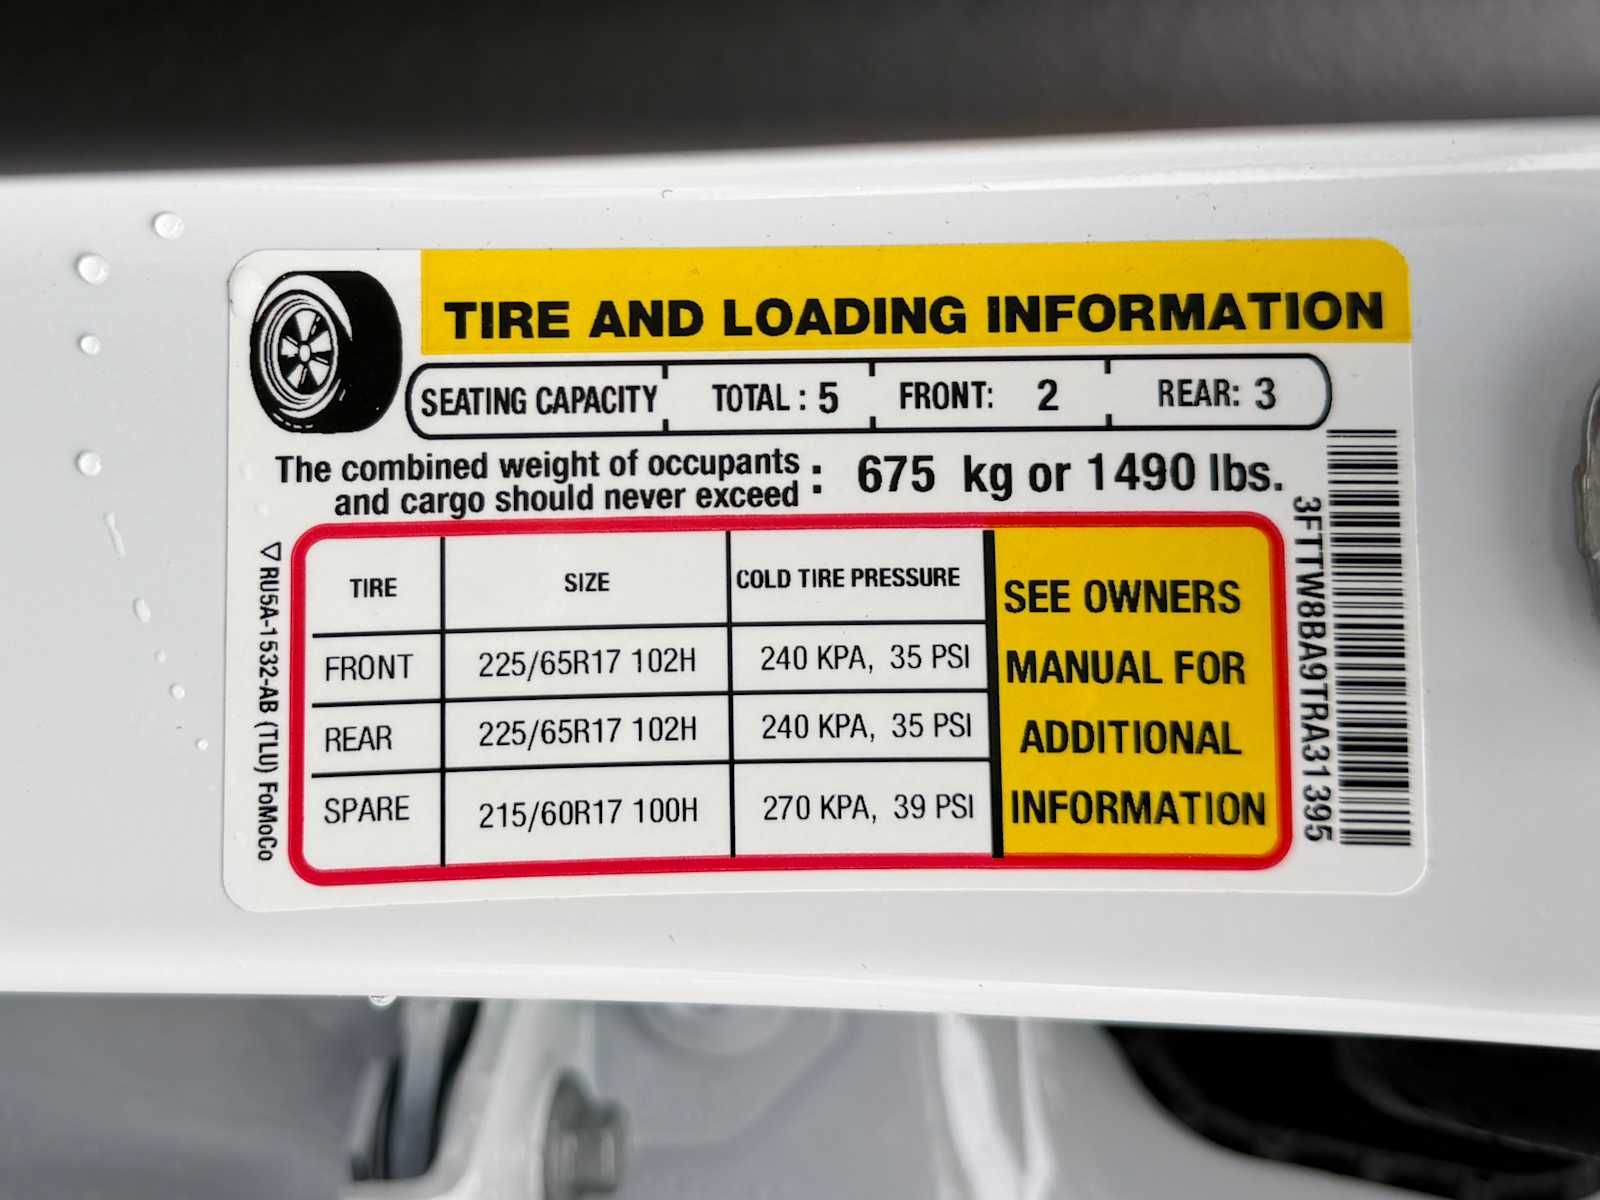 TIRE AND LOADING INFORMATION
SEATING CAPACITY TOTAL : 5 FRONT: 2 REAR: 3
The combined weight of occupants
and cargo should never exceed : 675 kg or 1490 lbs.
TIRE SIZE COLD TIRE PRESSURE
FRONT 225/65R17 102H 240 KPA, 35 PSI
REAR 225/65R17 102H 240 KPA, 35 PSI
SPARE 215/60R17 100H 270 KPA, 39 PSI
SEE OWNERS
MANUAL FOR
ADDITIONAL
INFORMATION
3FTTW8BA9TRA31395
RU5A-1532-AB (TLU) FoMoCo